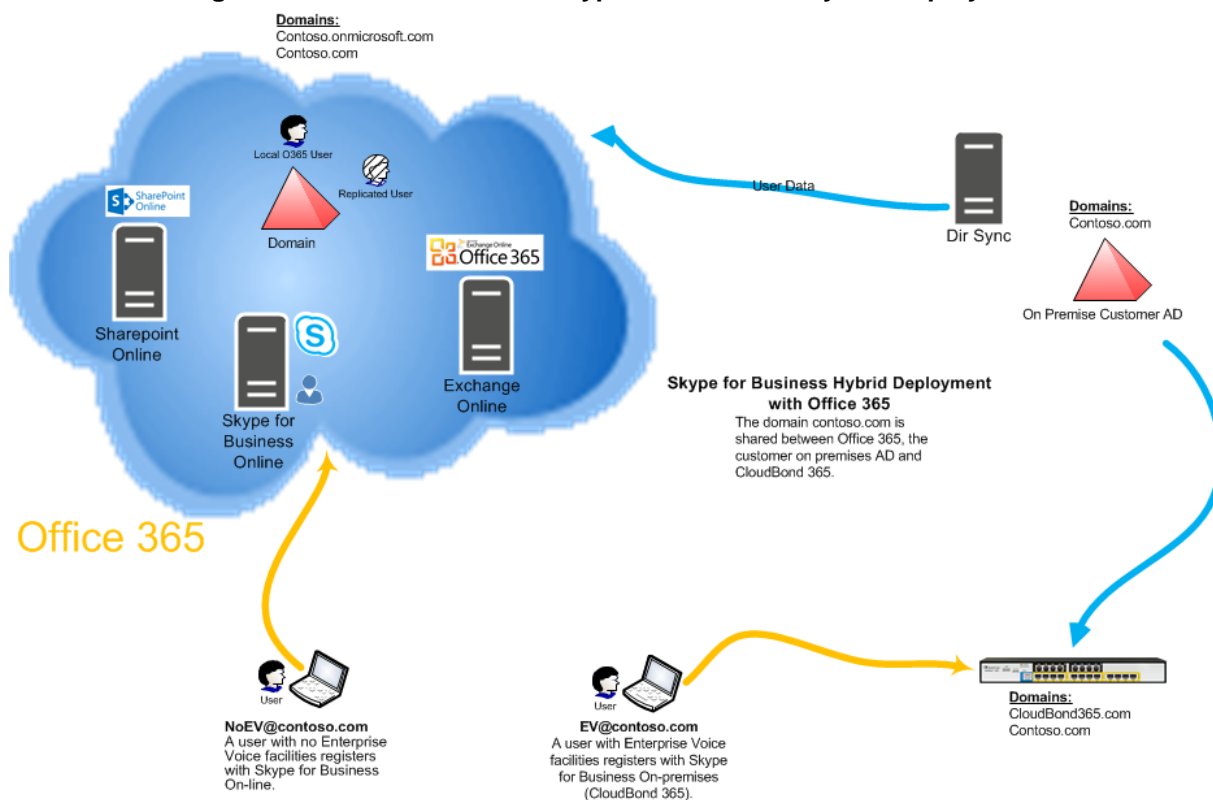 Domains:
Contoso.onmicrosoft.com
Contoso.com
Local O365 User
Replicated User
Domain
S
SharePoint
Online
Sharepoint
Online
Exchange Online
Office 365
Exchange
Online
S
Skype for
Business
Online
Office 365
User Data
Dir Sync
Domains:
Contoso.com
On Premise Customer AD
Skype for Business Hybrid Deployment
with Office 365
The domain contoso.com is
shared between Office 365, the
customer on premises AD and
CloudBond 365.
User
NoEV@contoso.com
A user with no Enterprise
Voice facilities registers
with Skype for Business
On-line.
User
EV@contoso.com
A user with Enterprise Voice
facilities registers with Skype
for Business On-premises
(CloudBond 365).
Domains:
CloudBond365.com
Contoso.com